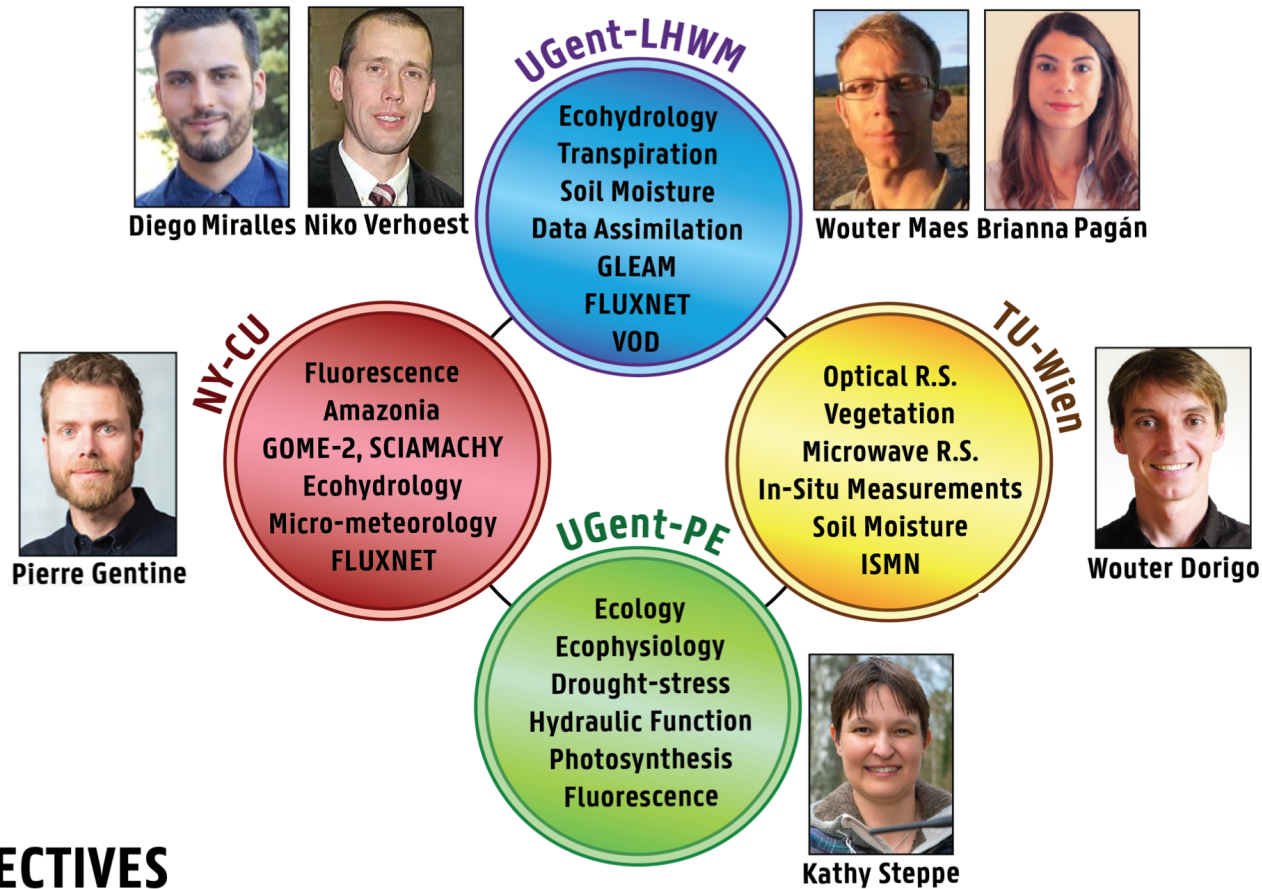 UGent-LHWM
Ecohydrology
Transpiration
Soil Moisture
Data Assimilation
GLEAM
FLUXNET
VOD
Diego Miralles
Niko Verhoest
Wouter Maes
Brianna Pagán
NY-CU
Fluorescence
Amazonia
GOME-2, SCIAMACHY
Ecohydrology
Micro-meteorology
FLUXNET
Pierre Gentine
TU-Wien
Optical R.S.
Vegetation
Microwave R.S.
In-Situ Measurements
Soil Moisture
ISMN
Wouter Dorigo
UGent-PE
Ecology
Ecophysiology
Drought-stress
Hydraulic Function
Photosynthesis
Fluorescence
Kathy Steppe
ECTIVES